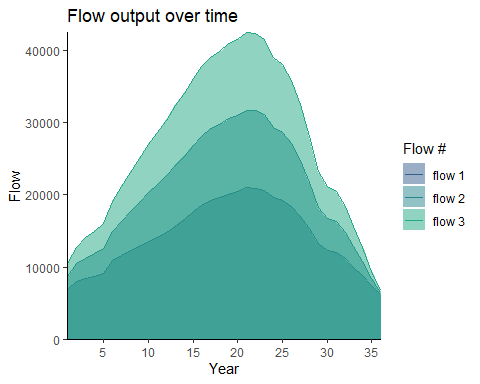 Flow output over time
40000
30000
20000
10000
0
Flow
5 10 15 20 25 30 35
Year
Flow #
flow 1
flow 2
flow 3